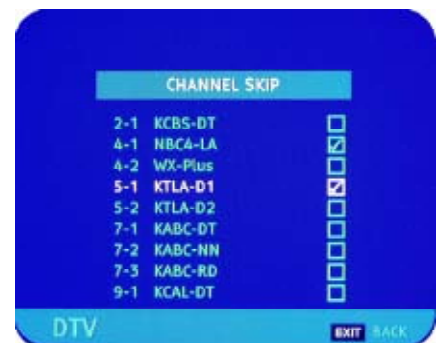 CHANNEL SKIP
2-1 KCBS-DT
4-1 NBC4-LA
4-2 WX-Plus
5-1 KTLA-D1
5-2 KTLA-D2
7-1 KABC-DT
7-2 KABC-NN
7-3 KABC-RD
9-1 KCAL-DT
DTV EXIT BACK